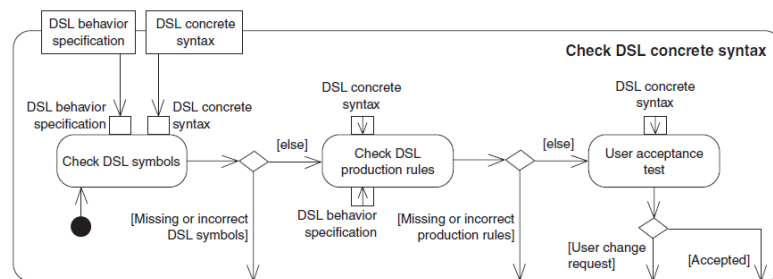 DSL behavior
specification
DSL concrete
syntax
Check DSL concrete syntax
DSL behavior
specification
DSL concrete
syntax
DSL concrete
syntax
DSL concrete
syntax
Check DSL symbols
[else]
Check DSL
production rules
[else]
User acceptance
test
[Missing or incorrect
DSL symbols]
DSL behavior
specification
[Missing or incorrect
production rules]
[User change
request]
[Accepted]